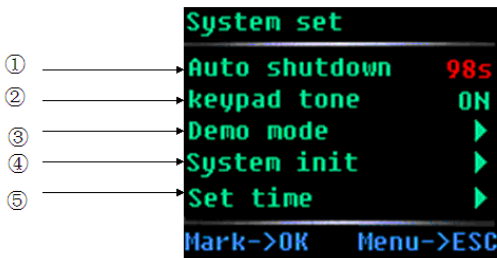 System set
① Auto shutdown 98s
② keypad tone ON
③ Demo mode
④ System init
⑤ Set time
Mark->OK Menu->ESC